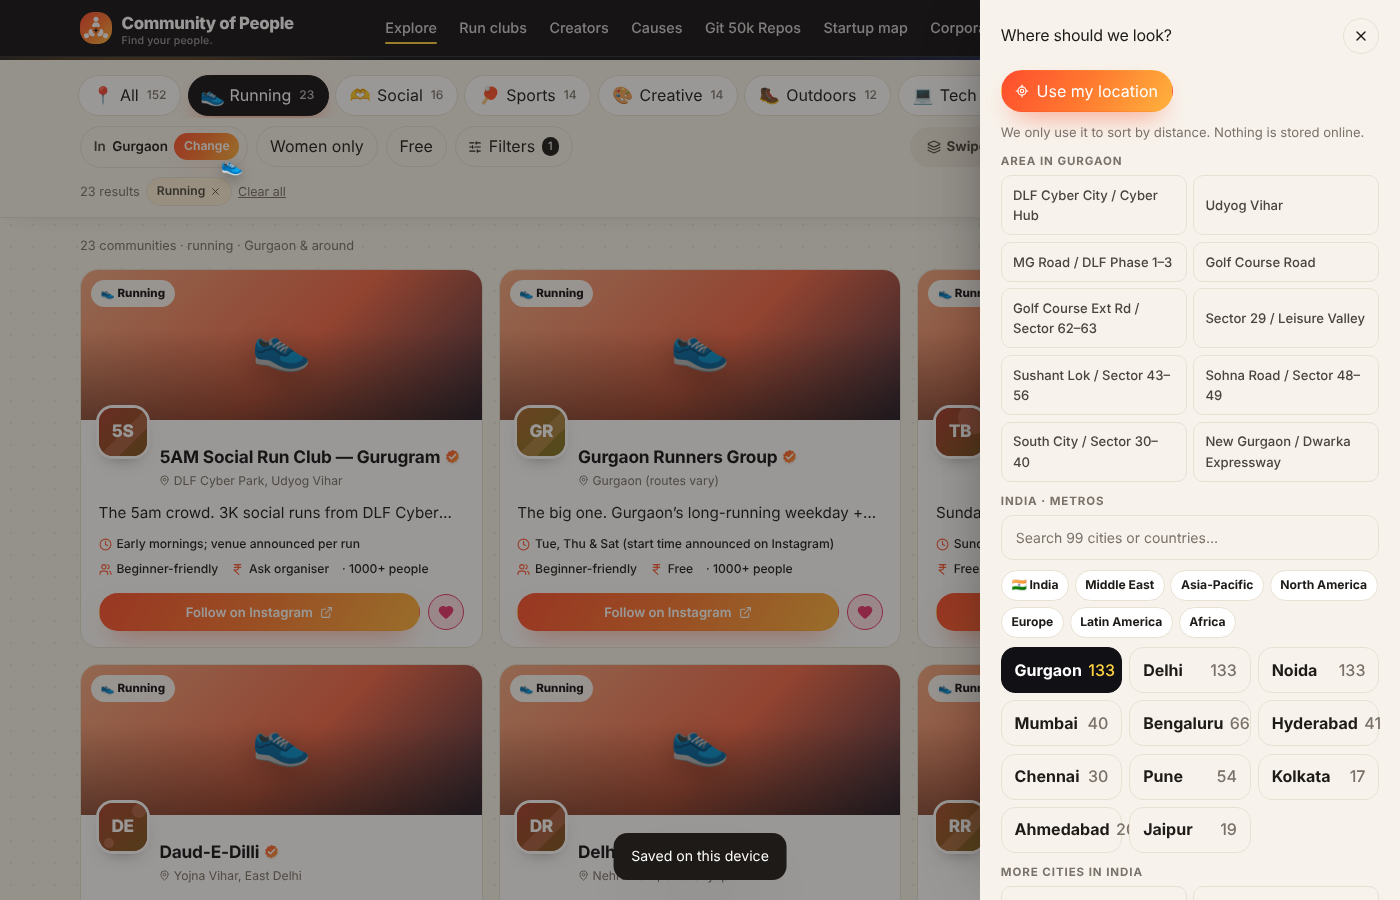 Community of People
Find your people.
Explore
Run clubs
Creators
Causes
Git 50k Repos
Startup map
📍 All 152
👟 Running 23
🫶 Social 16
🏓 Sports 14
🎨 Creative 14
🥾 Outdoors 12
💻 Tech
In Gurgaon Change
Women only
Free
Filters 1
23 results
Running ×
Clear all
23 communities · running · Gurgaon & around
👟 Running
5S
5AM Social Run Club — Gurugram
DLF Cyber Park, Udyog Vihar
The 5am crowd. 3K social runs from DLF Cyber...
Early mornings; venue announced per run
Beginner-friendly ₹ Ask organiser · 1000+ people
Follow on Instagram
👟 Running
GR
Gurgaon Runners Group
Gurgaon (routes vary)
The big one. Gurgaon's long-running weekday +...
Tue, Thu & Sat (start time announced on Instagram)
Beginner-friendly ₹ Free · 1000+ people
Follow on Instagram
TB
👟 Running
DE
Daud-E-Dilli
Yojna Vihar, East Delhi
👟 Running
DR
RR
Saved on this device
Where should we look?
×
Use my location
We only use it to sort by distance. Nothing is stored online.
AREA IN GURGAON
DLF Cyber City / Cyber
Hub
Udyog Vihar
MG Road / DLF Phase 1–3
Golf Course Road
Golf Course Ext Rd /
Sector 62–63
Sector 29 / Leisure Valley
Sushant Lok / Sector 43–
56
Sohna Road / Sector 48–
49
South City / Sector 30–
40
New Gurgaon / Dwarka
Expressway
INDIA · METROS
Search 99 cities or countries...
🇮🇳 India
Middle East
Asia-Pacific
North America
Europe
Latin America
Africa
Gurgaon 133
Delhi 133
Noida 133
Mumbai 40
Bengaluru 66
Hyderabad 41
Chennai 30
Pune 54
Kolkata 17
Ahmedabad
Jaipur 19
MORE CITIES IN INDIA